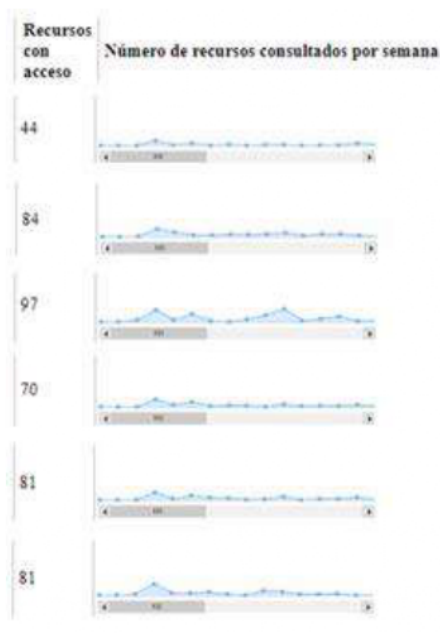 Recursos
con
acceso
Número de recursos consultados por semana
44
84
97
70
81
81